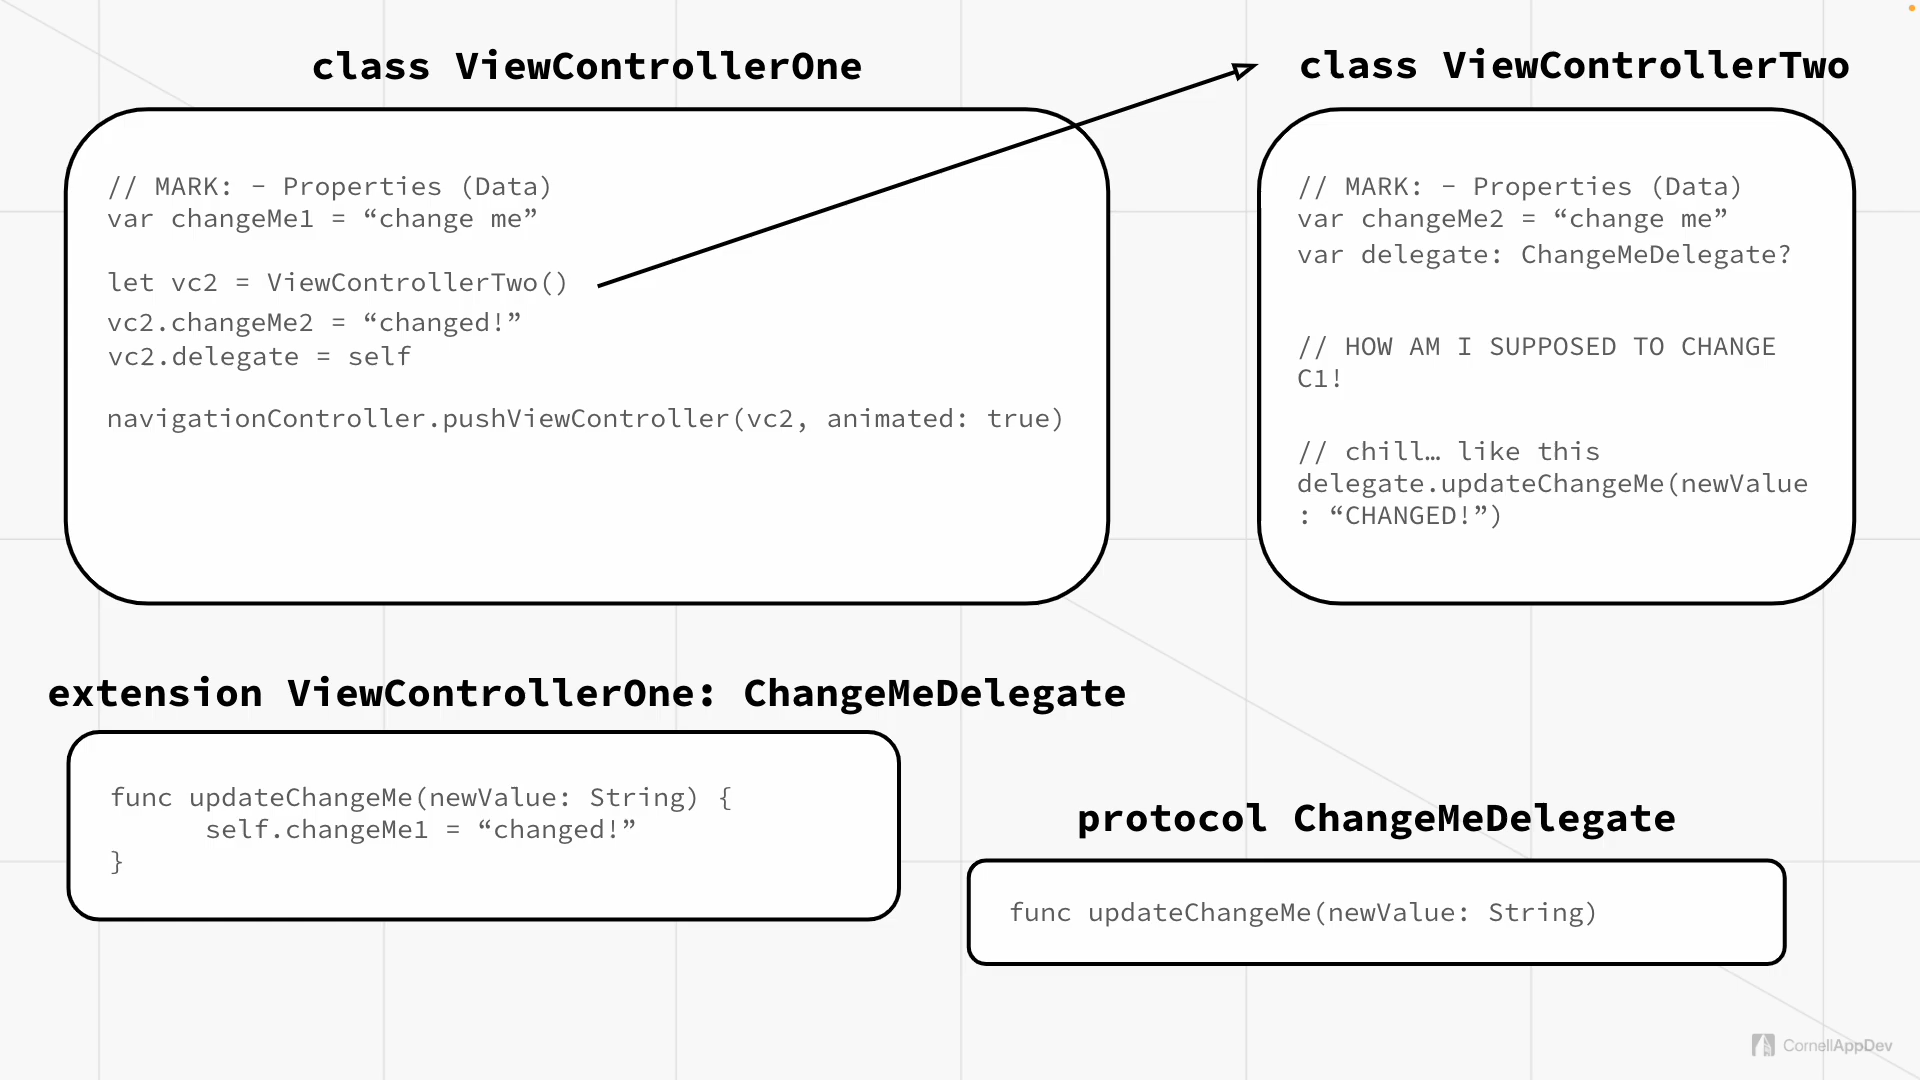 class ViewControllerOne
// MARK: - Properties (Data)
var changeMe1 = “change me”
let vc2 = ViewControllerTwo()
vc2.changeMe2 = “changed!”
vc2.delegate = self
navigationController.pushViewController(vc2, animated: true)
class ViewControllerTwo
// MARK: - Properties (Data)
var changeMe2 = “change me”
var delegate: ChangeMeDelegate?
// HOW AM I SUPPOSED TO CHANGE
C1!
// chill… like this
delegate.updateChangeMe(newValue
: “CHANGED!”)
extension ViewControllerOne: ChangeMeDelegate
func updateChangeMe(newValue: String) {
self.changeMe1 = “changed!”
}
protocol ChangeMeDelegate
func updateChangeMe(newValue: String)
CornellAppDev